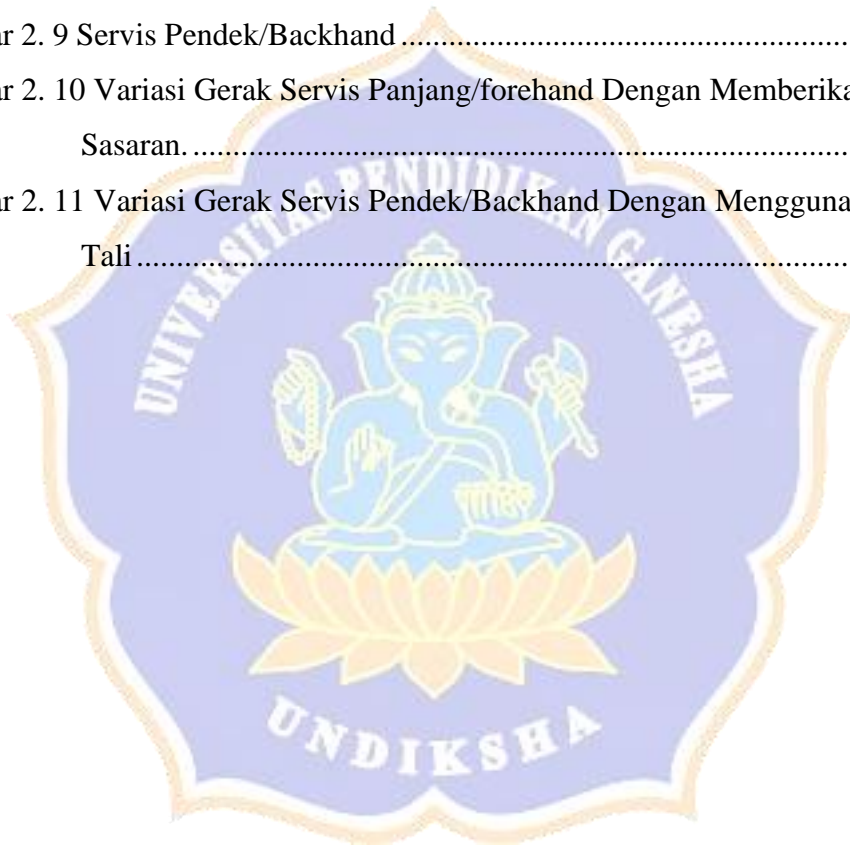 ar 2. 9 Servis Pendek/Backhand ........................................................
ar 2. 10 Variasi Gerak Servis Panjang/forehand Dengan Memberika
Sasaran. ..................................................................................
ar 2. 11 Variasi Gerak Servis Pendek/Backhand Dengan Mengguna
Tali .........................................................................................
UNIVERSITAS PENDIDIKAN GANESHA
UNDIKSHA